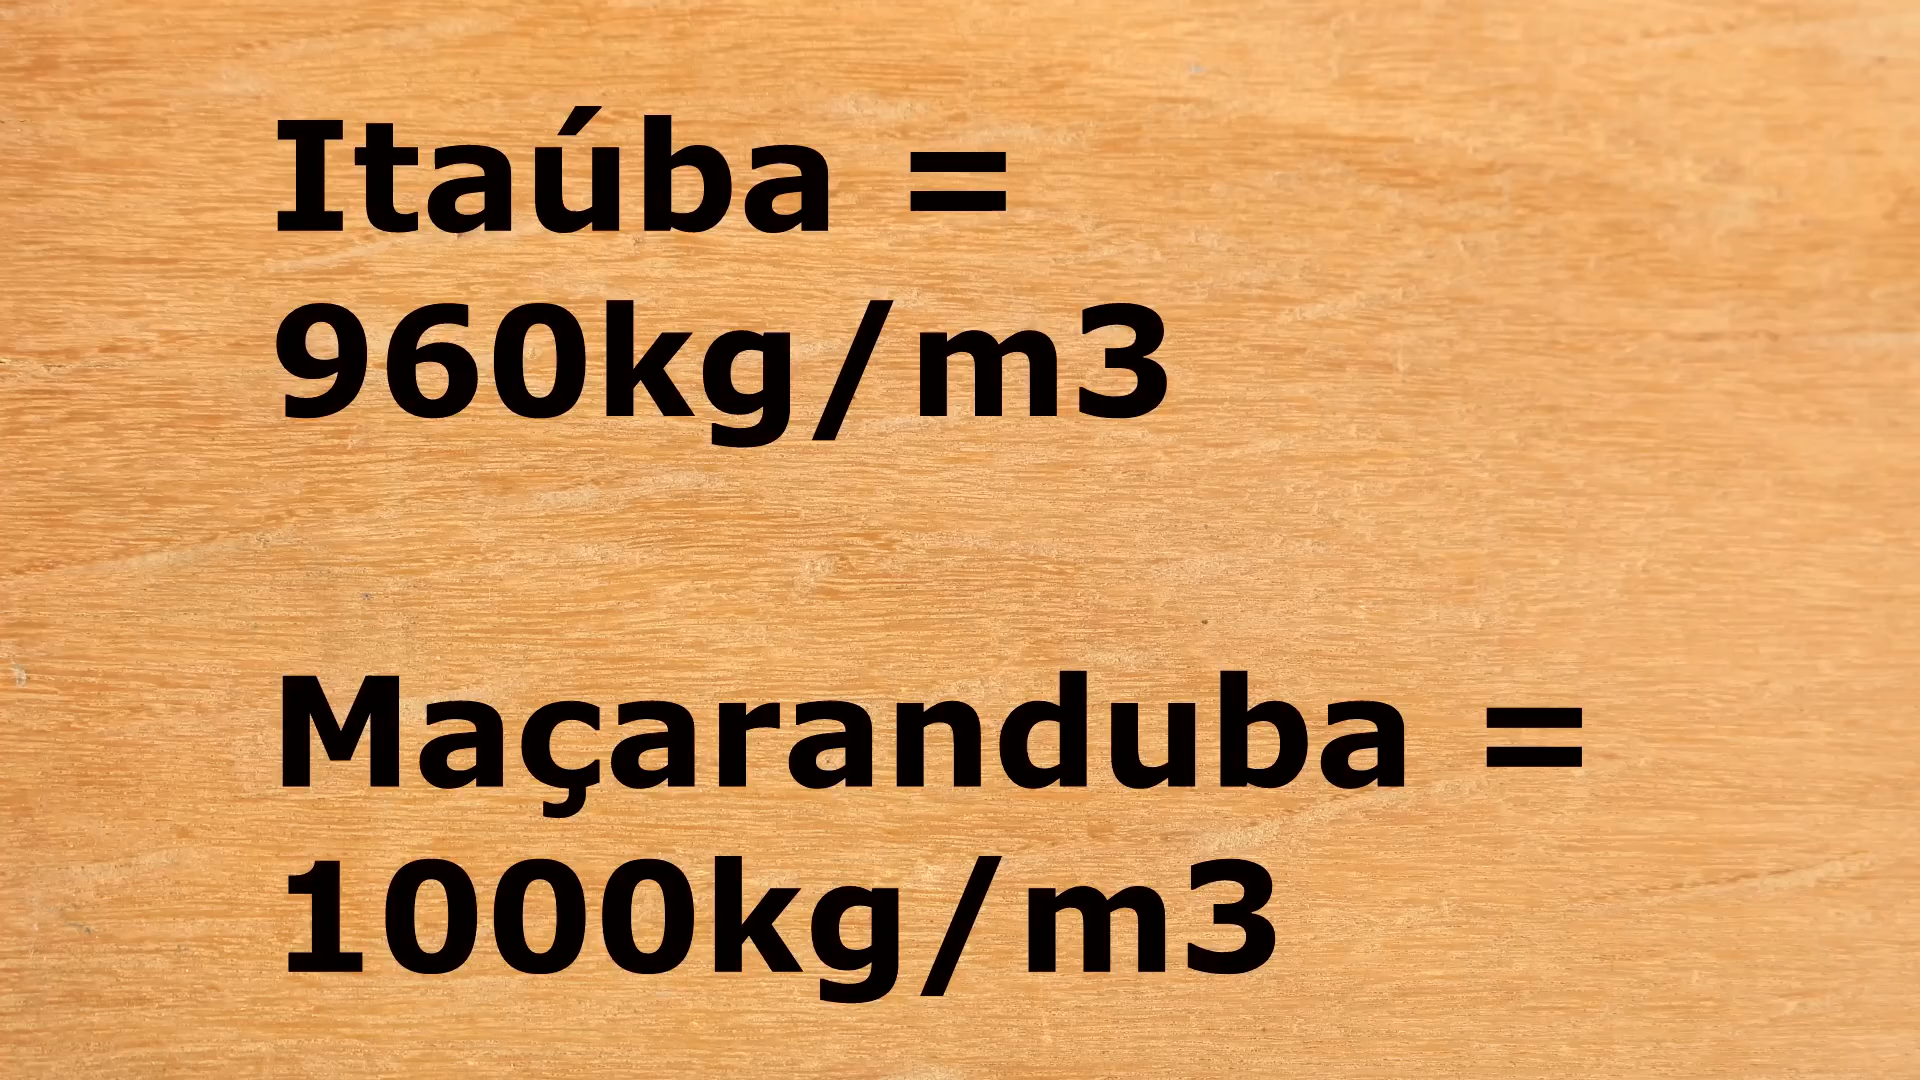 Itaúba =
960kg/m3
Maçaranduba =
1000kg/m3